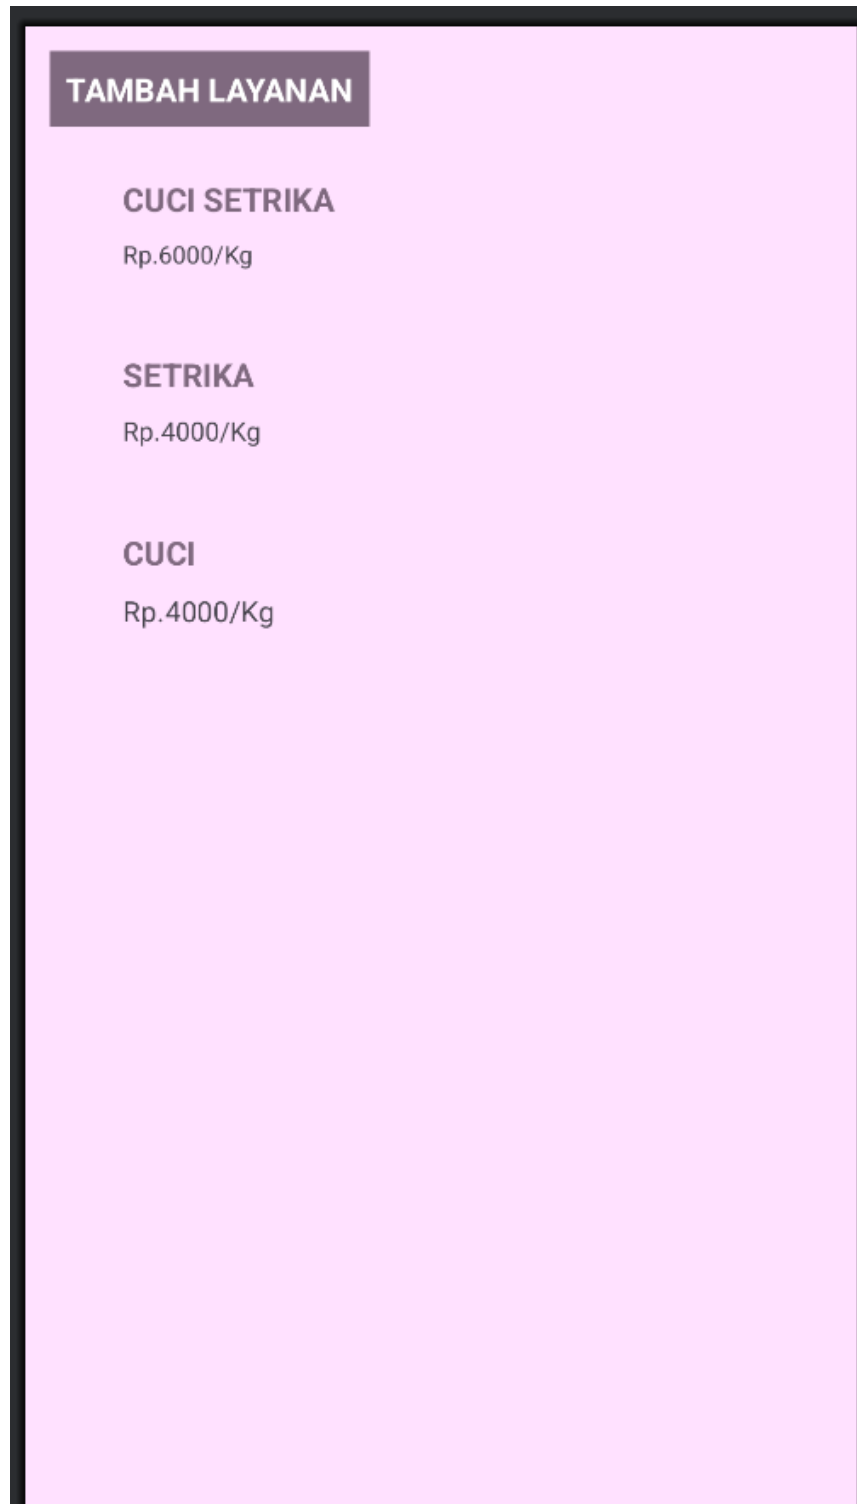 TAMBAH LAYANAN
CUCI SETRIKA
Rp.6000/Kg
SETRIKA
Rp.4000/Kg
CUCI
Rp.4000/Kg